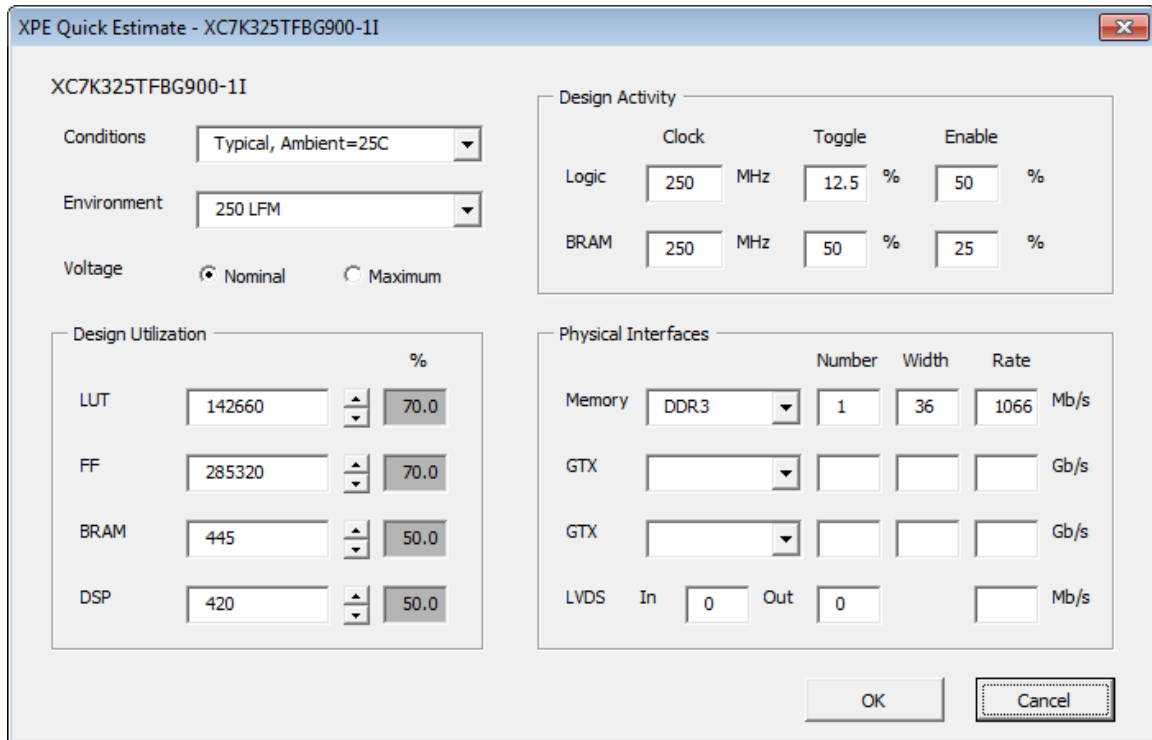 XPE Quick Estimate - XC7K325TFBG900-1I
XC7K325TFBG900-1I
Conditions Typical, Ambient=25C
Environment 250 LFM
Voltage Nominal Maximum
Design Activity
Clock Toggle Enable
Logic 250 MHz 12.5 % 50 %
BRAM 250 MHz 50 % 25 %
Design Utilization
%
LUT 142660 70.0
FF 285320 70.0
BRAM 445 50.0
DSP 420 50.0
Physical Interfaces
Number Width Rate
Memory DDR3 1 36 1066 Mb/s
GTX Gb/s
GTX Gb/s
LVDS In 0 Out 0 Mb/s
OK Cancel